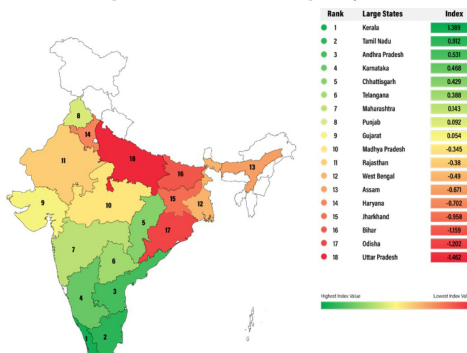 Rank Large States Index
1 Kerala 1.388
2 Tamil Nadu 0.912
3 Andhra Pradesh 0.531
4 Karnataka 0.468
5 Chhattisgarh 0.429
6 Telangana 0.388
7 Maharashtra 0.143
8 Punjab 0.092
9 Gujarat 0.054
10 Madhya Pradesh -0.345
11 Rajasthan -0.38
12 West Bengal -0.49
13 Assam -0.671
14 Haryana -0.702
15 Jharkhand -0.958
16 Bihar -1.159
17 Odisha -1.202
18 Uttar Pradesh -1.462
Highest Index Value Lowest Index Val
8
14
11
18
16
13
9
10
15
12
5
17
7
6
4
3
1
2